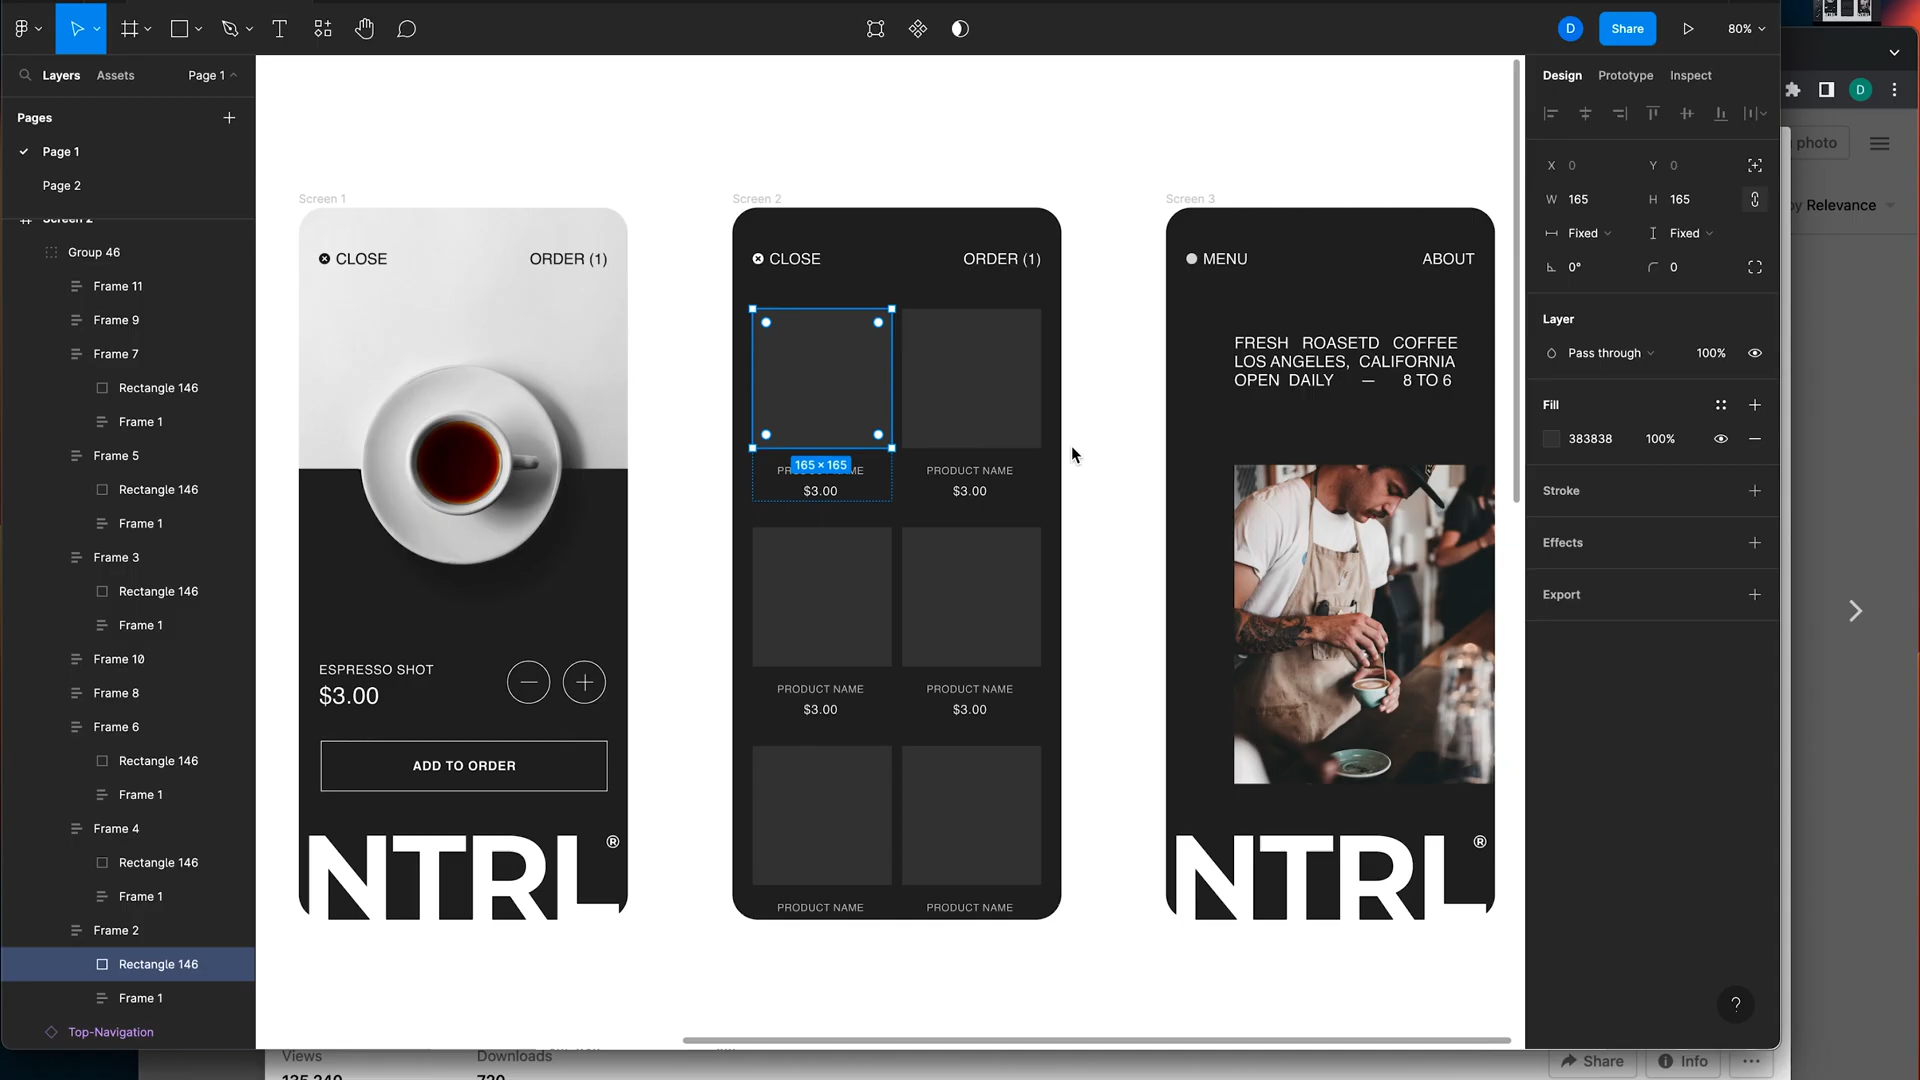 D
Share
80%
Layers
Assets
Page 1
Pages
Page 1
Page 2
Screen 2
Group 46
Frame 11
Frame 9
Frame 7
Rectangle 146
Frame 1
Frame 5
Rectangle 146
Frame 1
Frame 3
Rectangle 146
Frame 1
Frame 10
Frame 8
Frame 6
Rectangle 146
Frame 1
Frame 4
Rectangle 146
Frame 1
Frame 2
Rectangle 146
Frame 1
Top-Navigation
Screen 1
CLOSE
ORDER (1)
ESPRESSO SHOT
$3.00
ADD TO ORDER
NTRL®
Screen 2
CLOSE
ORDER (1)
165 × 165
$3.00
PRODUCT NAME
$3.00
PRODUCT NAME
$3.00
PRODUCT NAME
$3.00
PRODUCT NAME
PRODUCT NAME
Screen 3
MENU
ABOUT
FRESH ROASETD COFFEE
LOS ANGELES, CALIFORNIA
OPEN DAILY — 8 TO 6
NTRL®
Design
Prototype
Inspect
X 0
Y 0
W 165
H 165
Fixed
Fixed
0°
0
Layer
Pass through
100%
Fill
383838
100%
Stroke
Effects
Export
?
D
photo
by Relevance
Views
Downloads
Share
Info